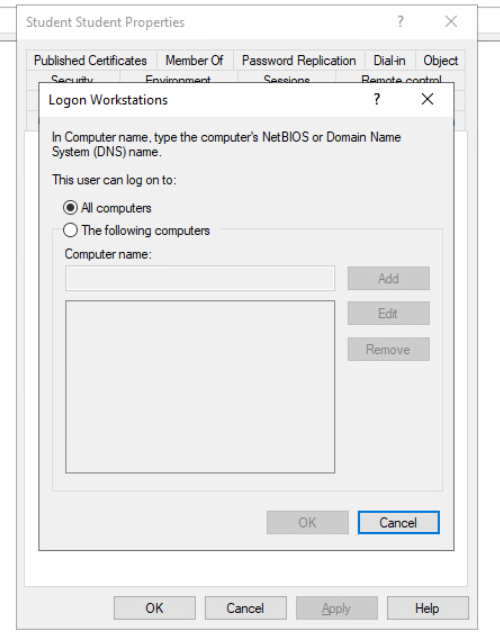 Student Student Properties
Published Certificates Member Of Password Replication Dial-in Object
Security Environment Sessions Remote control
Logon Workstations
In Computer name, type the computer's NetBIOS or Domain Name
System (DNS) name.
This user can log on to:
All computers
The following computers
Computer name:
Add
Edit
Remove
OK Cancel
OK Cancel Apply Help